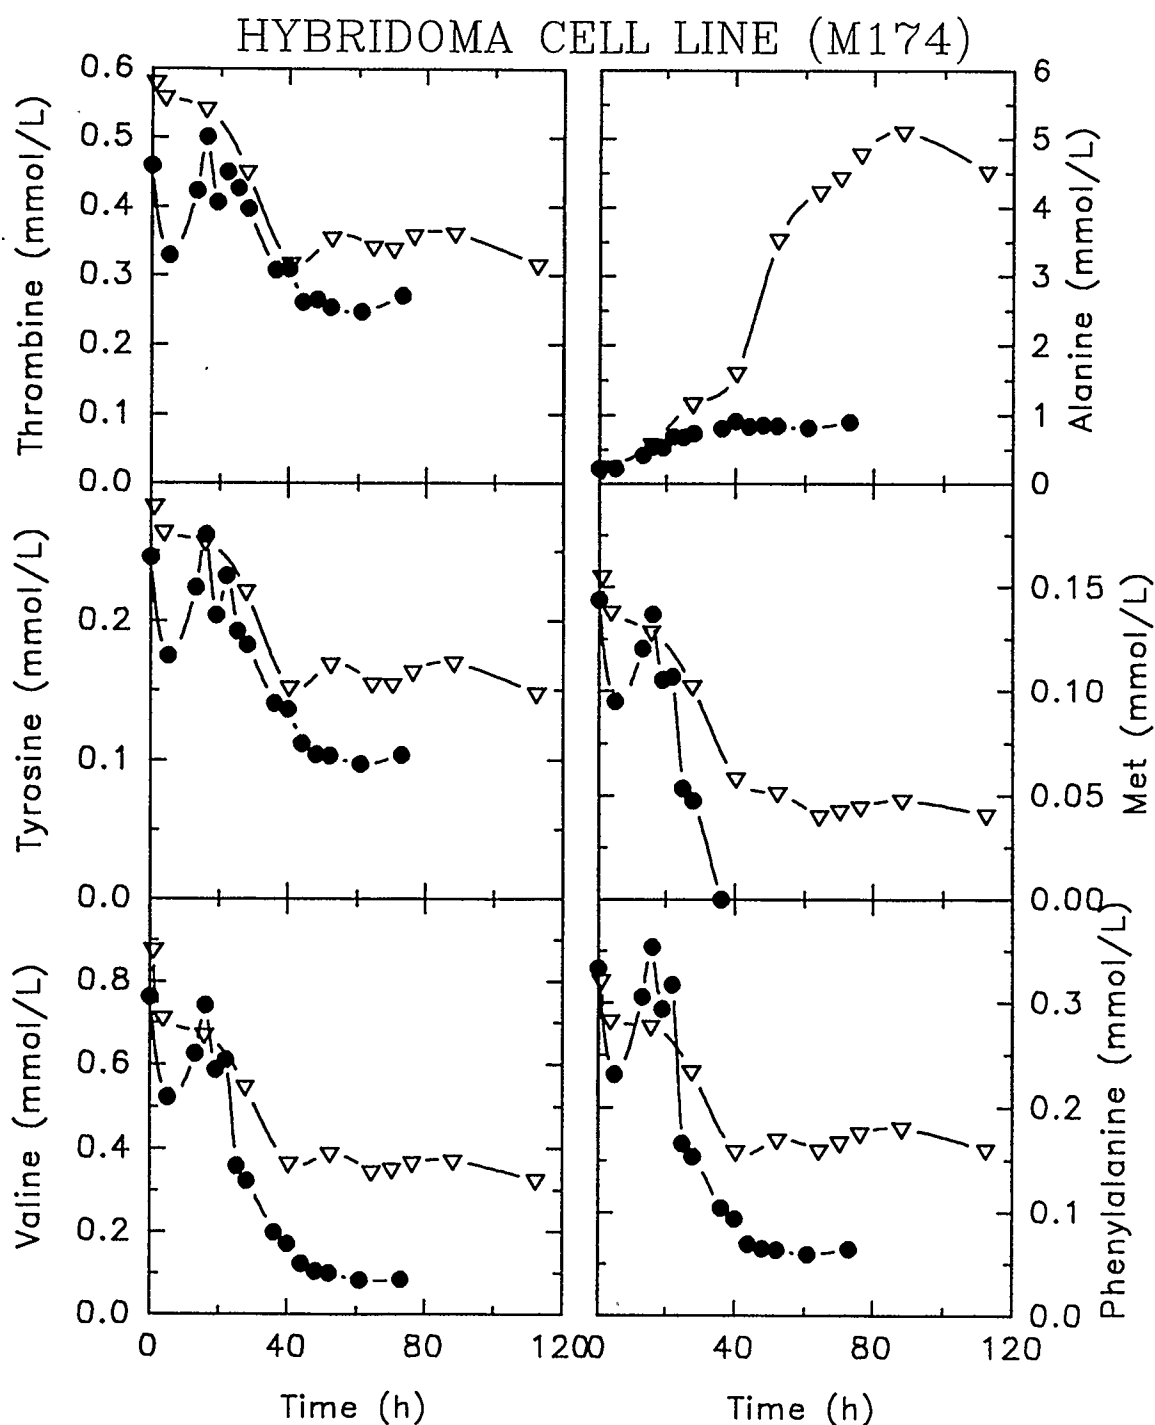 HYBRIDOMA CELL LINE (M174)
Thrombine (mmol/L)
0.6
0.5
0.4
0.3
0.2
0.1
0.0
6
5
4
3
2
1
0
Alanine (mmol/L)
Tyrosine (mmol/L)
0.2
0.1
0.0
0.15
0.10
0.05
0.00
Met (mmol/L)
Valine (mmol/L)
0.8
0.6
0.4
0.2
0.0
0.3
0.2
0.1
0.0
Phenylalanine (mmol/L)
0 40 80 120
0 40 80 120
Time (h)
Time (h)